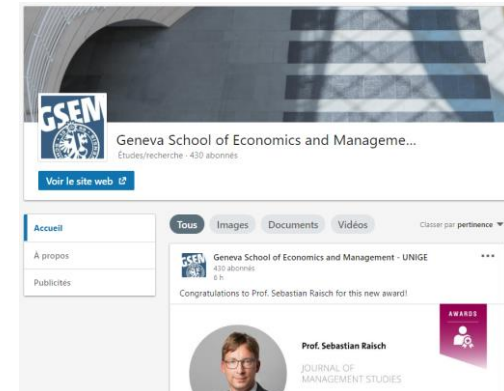 GSEM
Geneva School of Economics and Manageme...
Études/recherche · 430 abonnés
Voir le site web
Accueil
À propos
Publicités
Tous Images Documents Vidéos Classer par pertinence
Geneva School of Economics and Management - UNIGE
430 abonnés
6 h
Congratulations to Prof. Sebastian Raisch for this new award!
AWARDS
Prof. Sebastian Raisch
JOURNAL OF
MANAGEMENT STUDIES